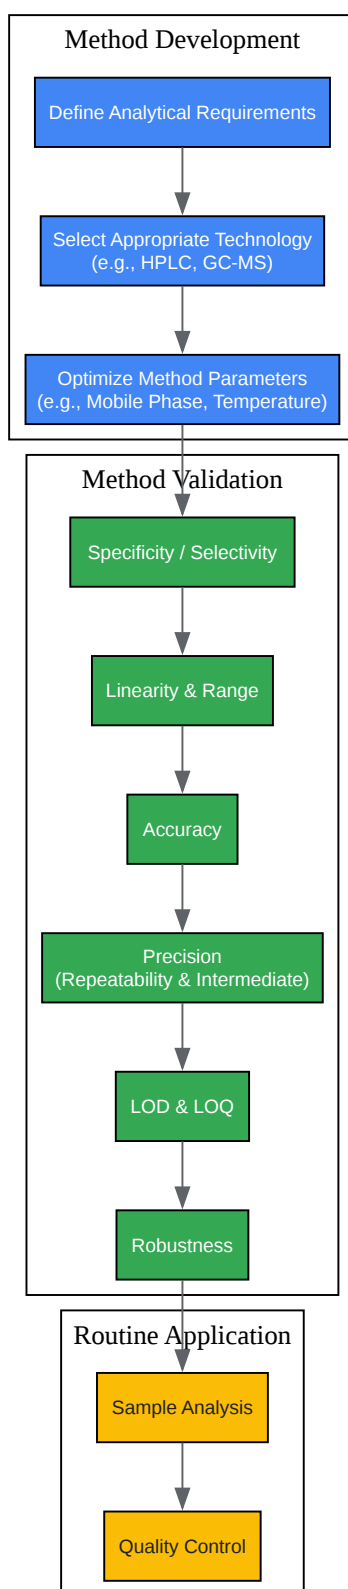 Method Development
Define Analytical Requirements
Select Appropriate Technology
(e.g., HPLC, GC-MS)
Optimize Method Parameters
(e.g., Mobile Phase, Temperature)
Method Validation
Specificity / Selectivity
Linearity & Range
Accuracy
Precision
(Repeatability & Intermediate)
LOD & LOQ
Robustness
Routine Application
Sample Analysis
Quality Control